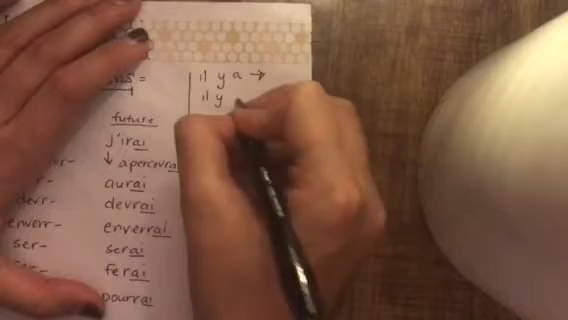 il y a →
il y
future
j'irai
↓ apercevrai
aurai
devr- devrai
enverr- enverrai
ser- serai
ferai
pourrai